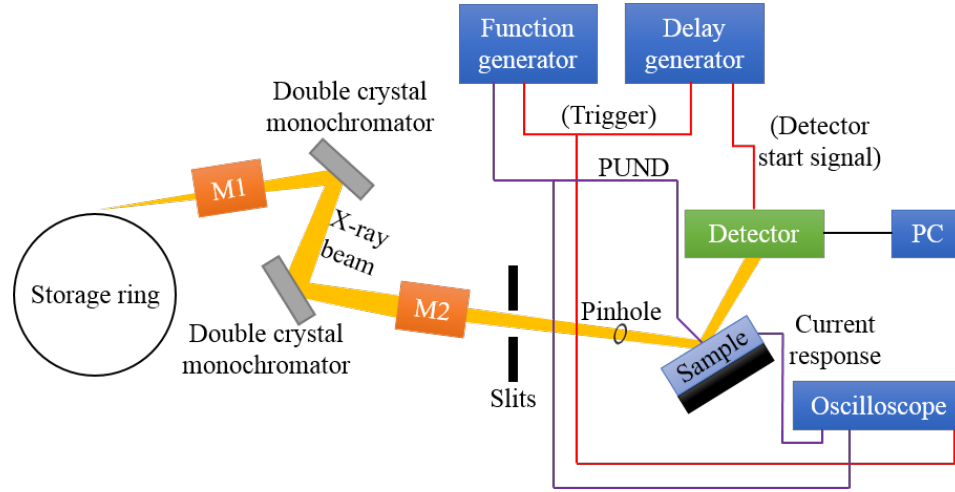 Function
generator
Delay
generator
Double crystal
monochromator
(Trigger)
(Detector
start signal)
PUND
M1
X-ray
beam
Detector
PC
Storage ring
M2
Pinhole
Double crystal
monochromator
Slits
Sample
Current
response
Oscilloscope